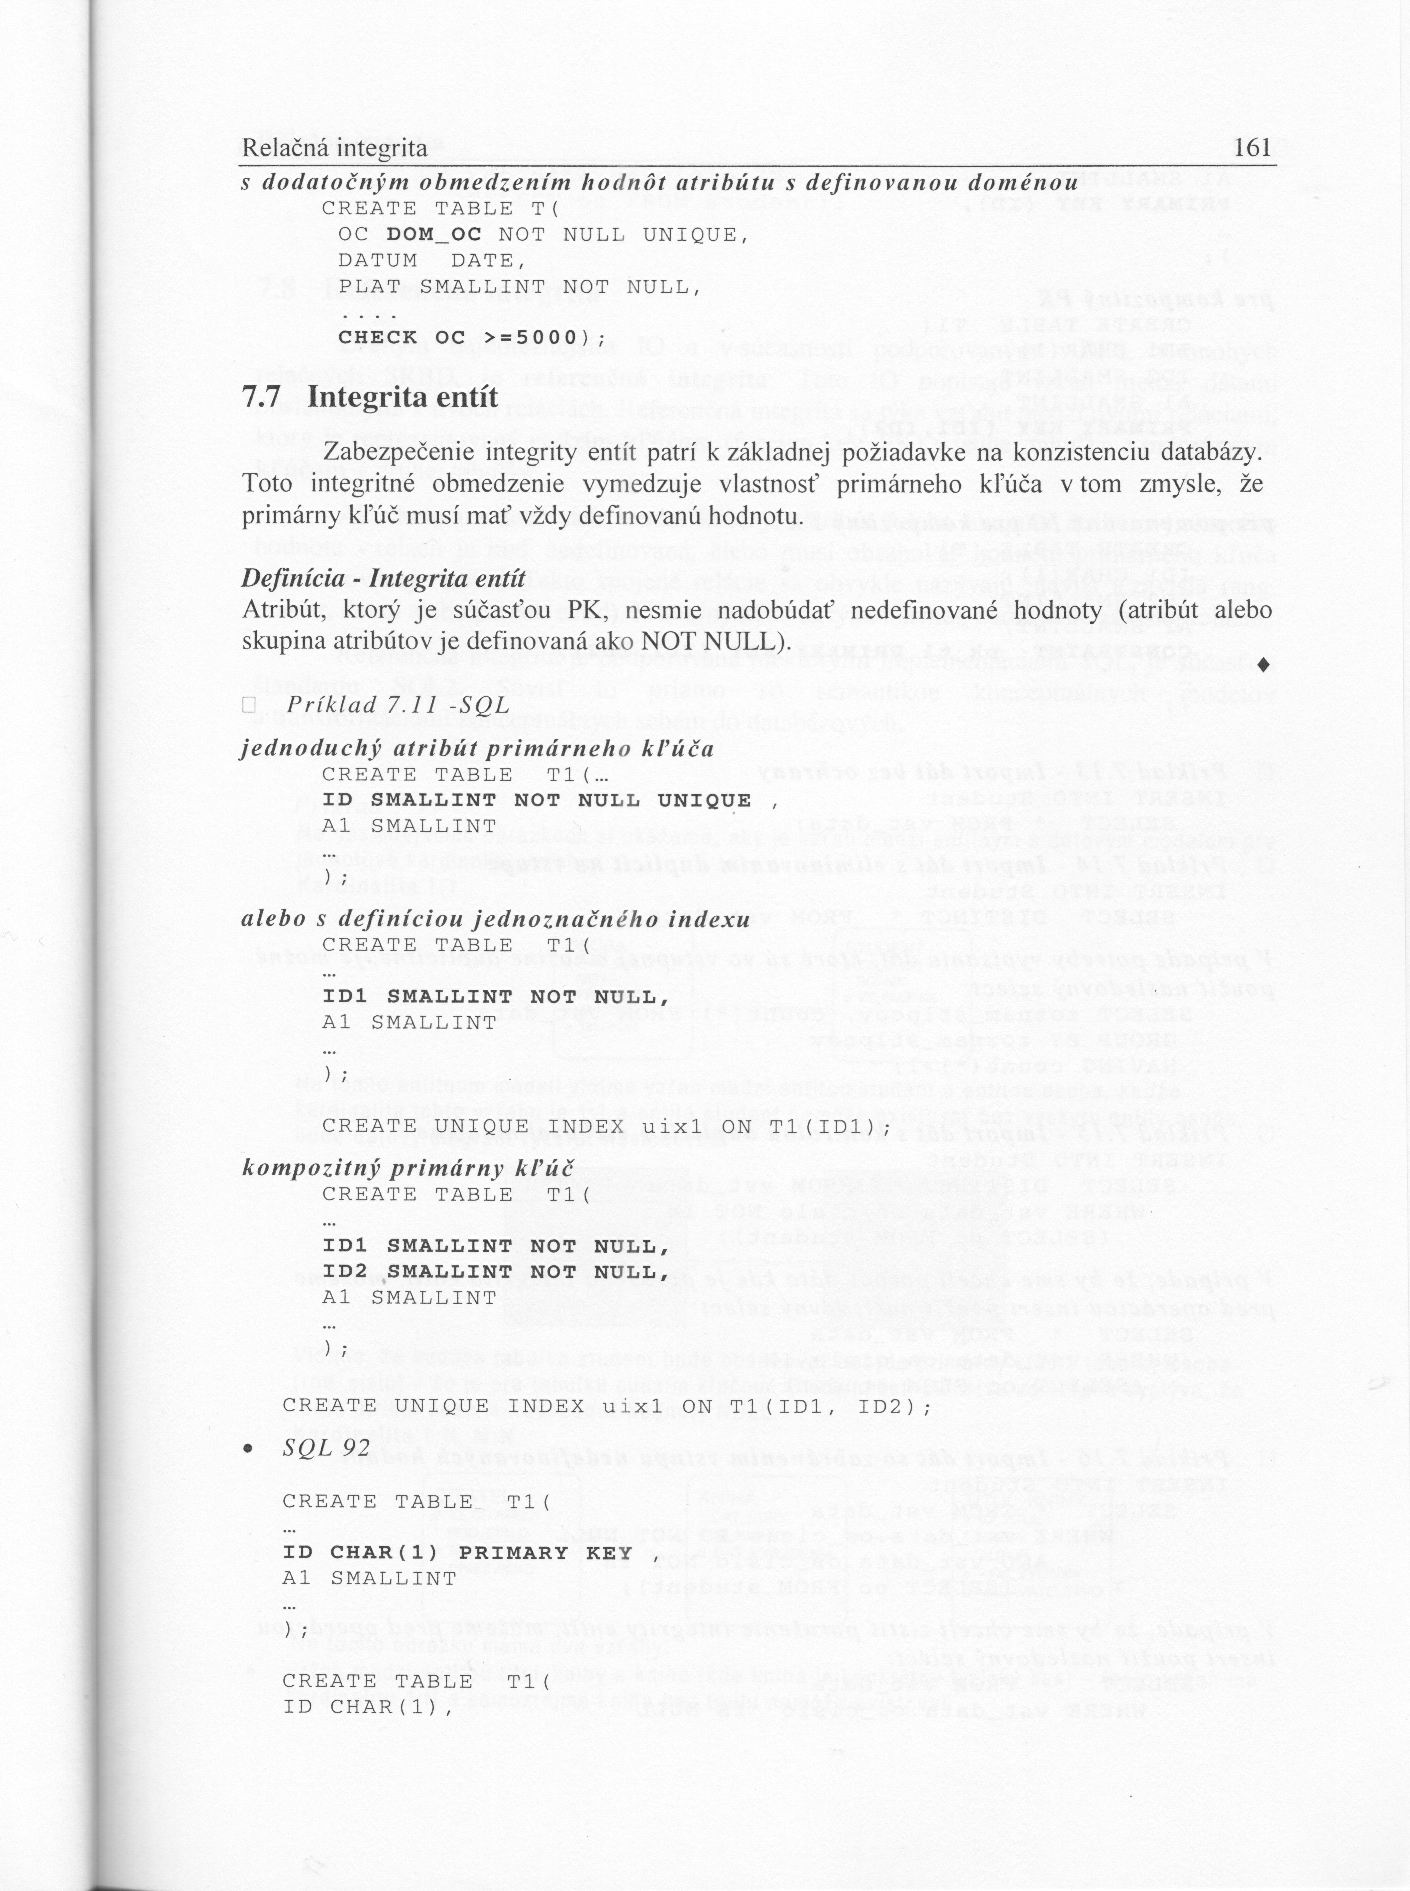 Relačná integrita 161
s dodatočným obmedzením hodnôt atribútu s definovanou doménou
CREATE TABLE T(
OC DOM_OC NOT NULL UNIQUE,
DATUM DATE,
PLAT SMALLINT NOT NULL,
....
CHECK OC >=5000);
7.7 Integrita entít
Zabezpečenie integrity entít patrí k základnej požiadavke na konzistenciu databázy.
Toto integritné obmedzenie vymedzuje vlastnosť primárneho kľúča v tom zmysle, že
primárny kľúč musí mať vždy definovanú hodnotu.
Definícia - Integrita entít
Atribút, ktorý je súčasťou PK, nesmie nadobúdať nedefinované hodnoty (atribút alebo
skupina atribútov je definovaná ako NOT NULL).
♦
□ Príklad 7.11 -SQL
jednoduchý atribút primárneho kľúča
CREATE TABLE T1(…
ID SMALLINT NOT NULL UNIQUE ,
A1 SMALLINT
…
);
alebo s definíciou jednoznačného indexu
CREATE TABLE T1(
…
ID1 SMALLINT NOT NULL,
A1 SMALLINT
…
);
CREATE UNIQUE INDEX uix1 ON T1(ID1);
kompozitný primárny kľúč
CREATE TABLE T1(
…
ID1 SMALLINT NOT NULL,
ID2 SMALLINT NOT NULL,
A1 SMALLINT
…
);
CREATE UNIQUE INDEX uix1 ON T1(ID1, ID2);
• SQL 92
CREATE TABLE T1(
…
ID CHAR(1) PRIMARY KEY ,
A1 SMALLINT
…
);
CREATE TABLE T1(
ID CHAR(1),